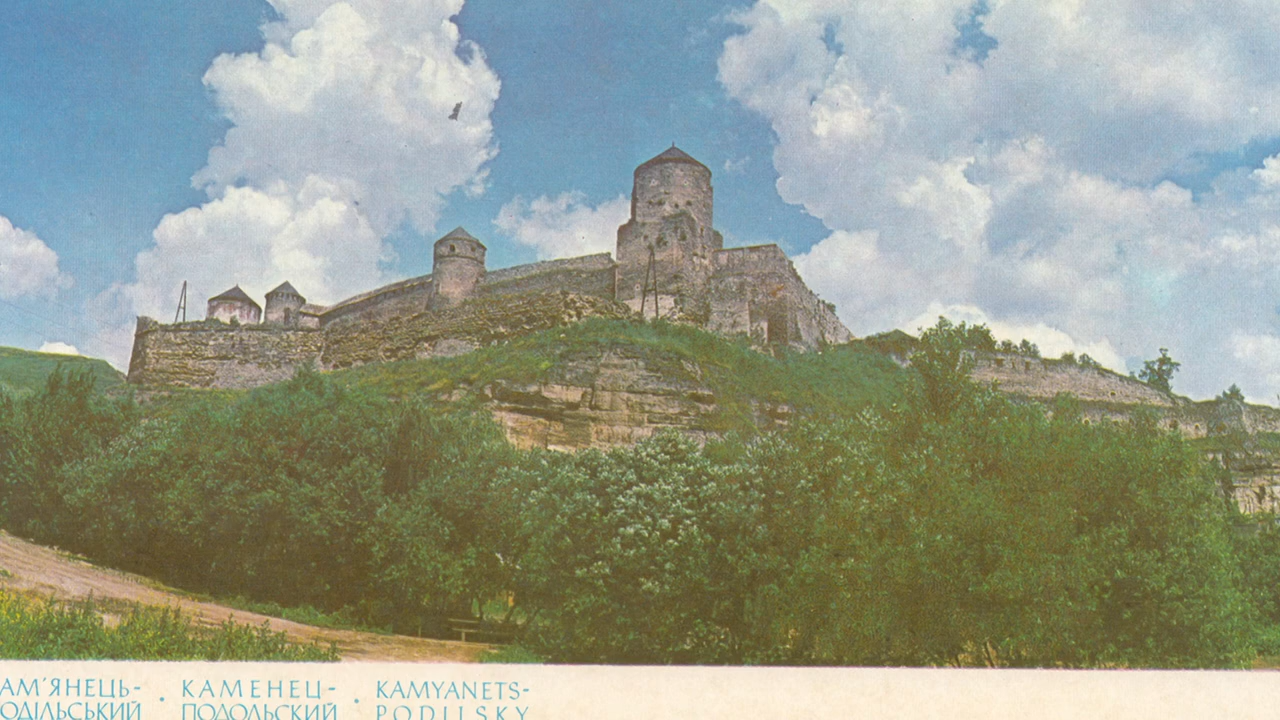 АМ'ЯНЕЦЬ- · КАМЕНЕЦ- · KAMYANETS-
ОДІЛЬСЬКИЙ ПОДОЛЬСКИЙ PODILSKY